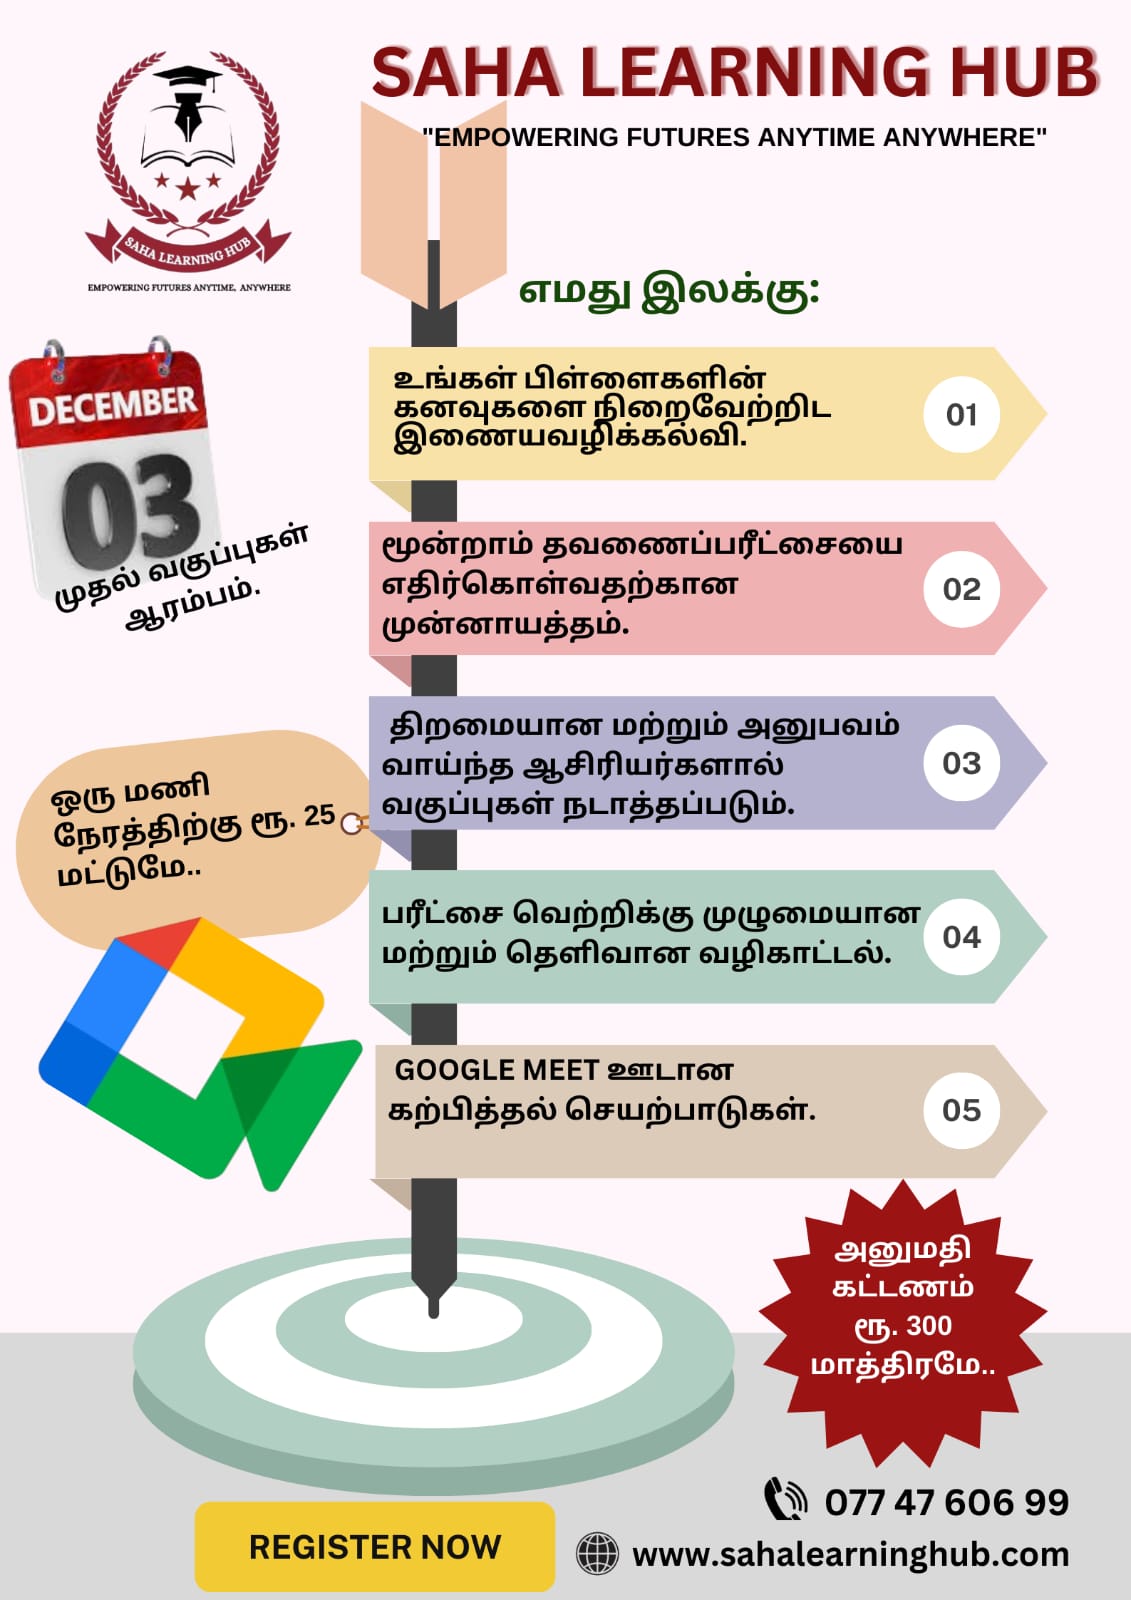 SAHA LEARNING HUB
"EMPOWERING FUTURES ANYTIME ANYWHERE"
SAHA LEARNING HUB
EMPOWERING FUTURES ANYTIME, ANYWHERE
எமது இலக்கு:
உங்கள் பிள்ளைகளின்
கனவுகளை நிறைவேற்றிட
இணையவழிக்கல்வி.
01
DECEMBER
03
முதல் வகுப்புகள்
ஆரம்பம்.
மூன்றாம் தவணைப்பரீட்சையை
எதிர்கொள்வதற்கான
முன்னாயத்தம்.
02
திறமையான மற்றும் அனுபவம்
வாய்ந்த ஆசிரியர்களால்
வகுப்புகள் நடாத்தப்படும்.
03
ஒரு மணி
நேரத்திற்கு ரூ. 25
மட்டுமே..
பரீட்சை வெற்றிக்கு முழுமையான
மற்றும் தெளிவான வழிகாட்டல்.
04
GOOGLE MEET ஊடான
கற்பித்தல் செயற்பாடுகள்.
05
அனுமதி
கட்டணம்
ரூ. 300
மாத்திரமே..
077 47 606 99
REGISTER NOW
www.sahalearninghub.com